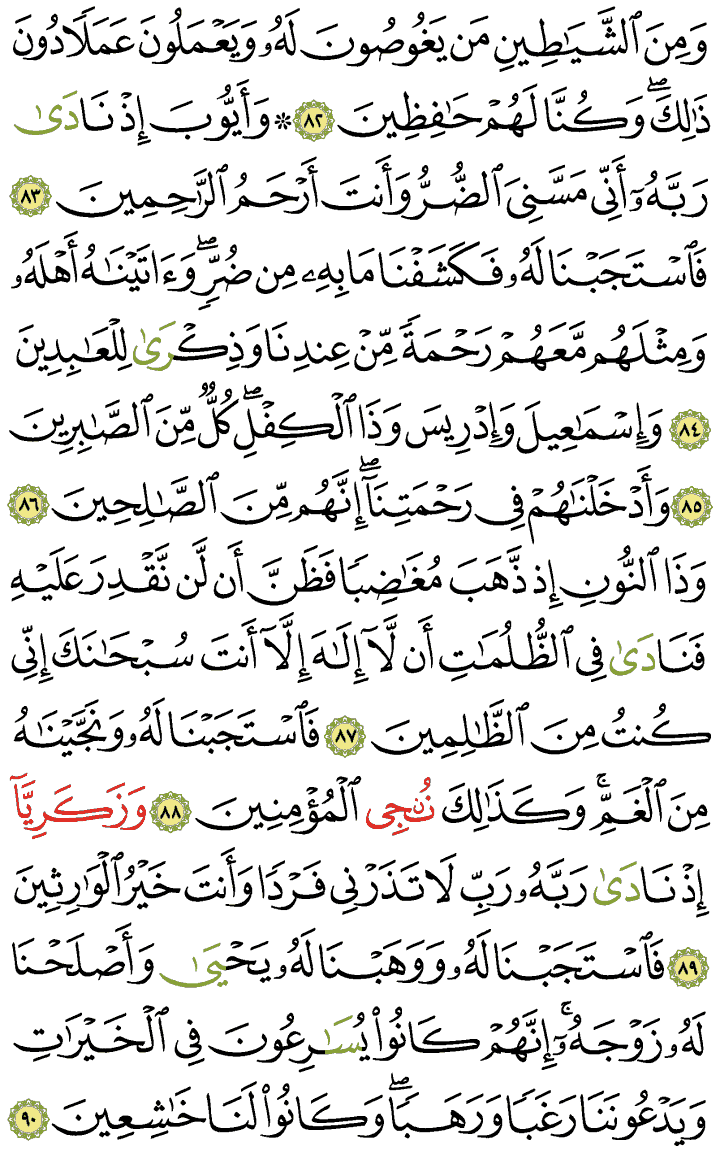 وَمِنَ ٱلشَّيَٰطِينِ مَن يَغُوصُونَ لَهُۥ وَيَعۡمَلُونَ عَمَلٗا دُونَ
ذَٰلِكَۖ وَكُنَّا لَهُمۡ حَٰفِظِينَ ٨٢ ۞ وَأَيُّوبَ إِذۡ نَادَىٰ
رَبَّهُۥٓ أَنِّي مَسَّنِيَ ٱلضُّرُّ وَأَنتَ أَرۡحَمُ ٱلرَّٰحِمِينَ ٨٣
فَٱسۡتَجَبۡنَا لَهُۥ فَكَشَفۡنَا مَا بِهِۦ مِن ضُرّٖۖ وَءَاتَيۡنَٰهُ أَهۡلَهُۥ
وَمِثۡلَهُم مَّعَهُمۡ رَحۡمَةٗ مِّنۡ عِندِنَا وَذِكۡرَىٰ لِلۡعَٰبِدِينَ
٨٤ وَإِسۡمَٰعِيلَ وَإِدۡرِيسَ وَذَا ٱلۡكِفۡلِۖ كُلّٞ مِّنَ ٱلصَّٰبِرِينَ
٨٥ وَأَدۡخَلۡنَٰهُمۡ فِي رَحۡمَتِنَآۖ إِنَّهُم مِّنَ ٱلصَّٰلِحِينَ ٨٦
وَذَا ٱلنُّونِ إِذ ذَّهَبَ مُغَٰضِبٗا فَظَنَّ أَن لَّن نَّقۡدِرَ عَلَيۡهِ
فَنَادَىٰ فِي ٱلظُّلُمَٰتِ أَن لَّآ إِلَٰهَ إِلَّآ أَنتَ سُبۡحَٰنَكَ إِنِّي
كُنتُ مِنَ ٱلظَّٰلِمِينَ ٨٧ فَٱسۡتَجَبۡنَا لَهُۥ وَنَجَّيۡنَٰهُ
مِنَ ٱلۡغَمِّۚ وَكَذَٰلِكَ نُـۨجِي ٱلۡمُؤۡمِنِينَ ٨٨ وَزَكَرِيَّآ
إِذۡ نَادَىٰ رَبَّهُۥ رَبِّ لَا تَذَرۡنِي فَرۡدٗا وَأَنتَ خَيۡرُ ٱلۡوَٰرِثِينَ
٨٩ فَٱسۡتَجَبۡنَا لَهُۥ وَوَهَبۡنَا لَهُۥ يَحۡيَىٰ وَأَصۡلَحۡنَا
لَهُۥ زَوۡجَهُۥٓۚ إِنَّهُمۡ كَانُواْ يُسَٰرِعُونَ فِي ٱلۡخَيۡرَٰتِ
وَيَدۡعُونَنَا رَغَبٗا وَرَهَبٗاۖ وَكَانُواْ لَنَا خَٰشِعِينَ ٩٠